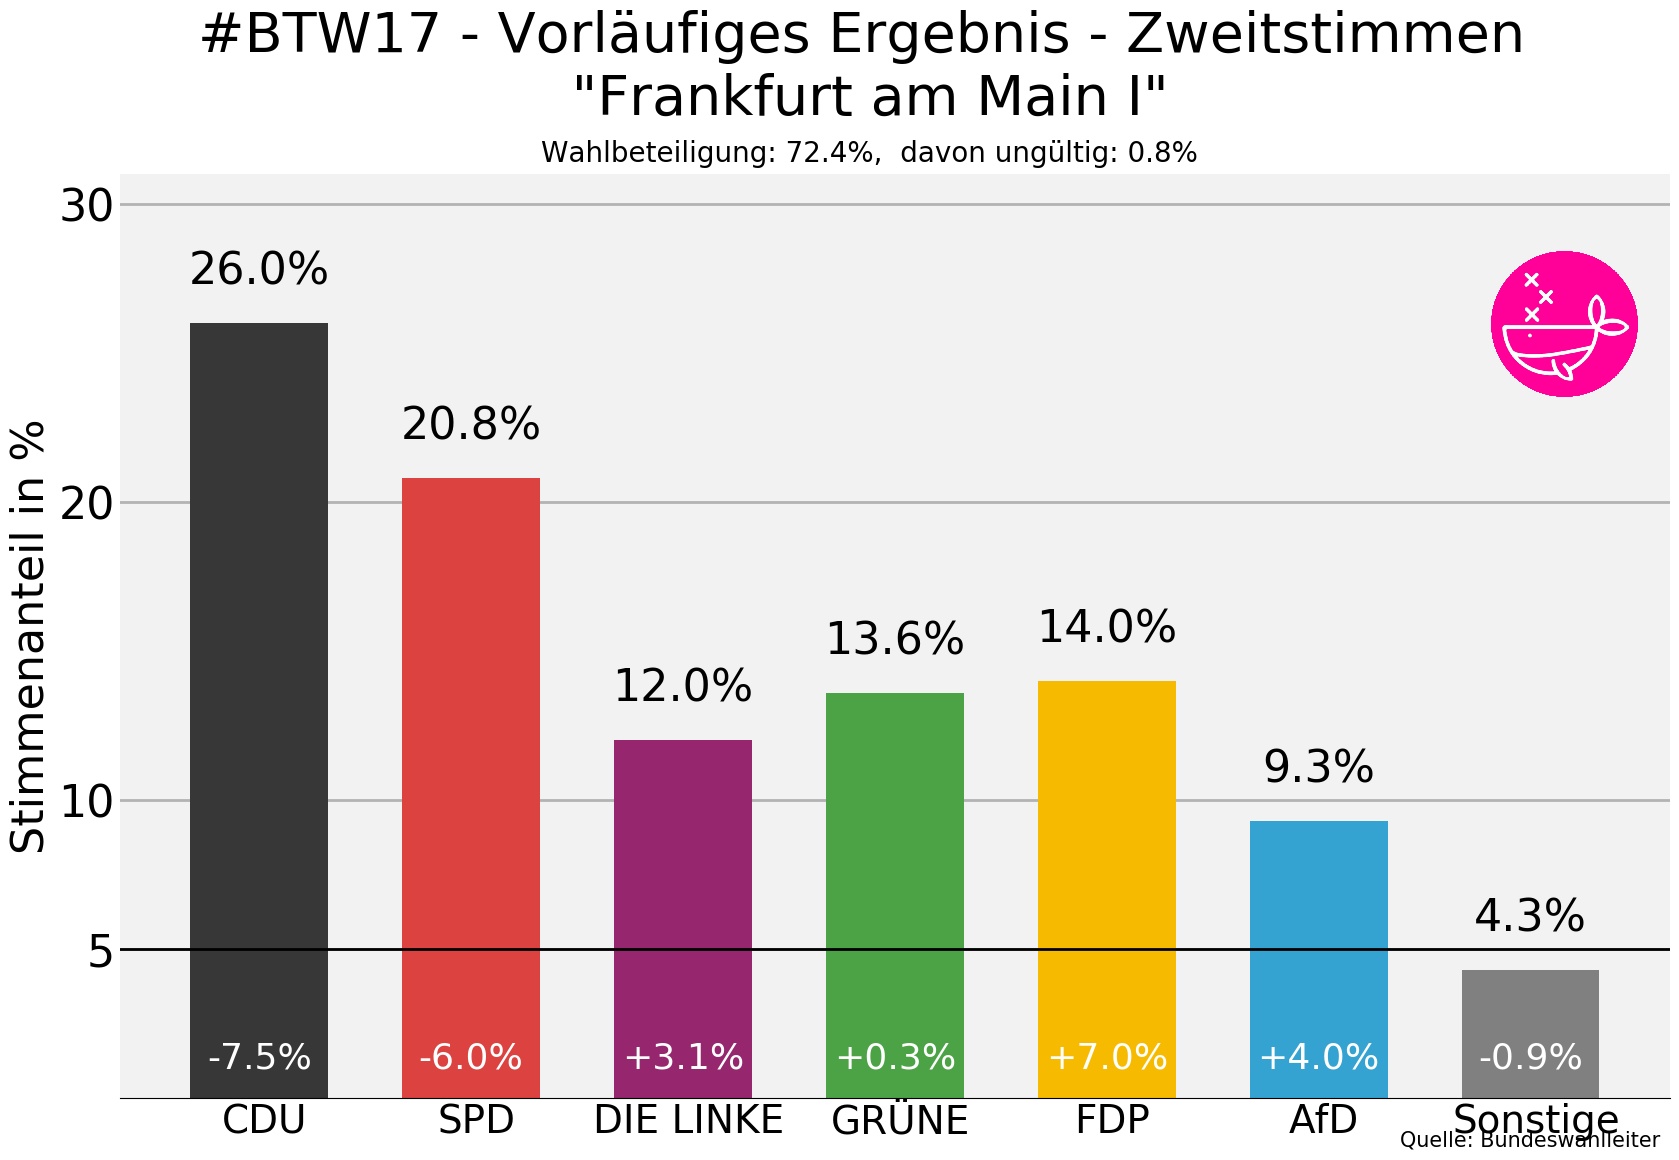 #BTW17 - Vorläufiges Ergebnis - Zweitstimmen
"Frankfurt am Main I"
Wahlbeteiligung: 72.4%, davon ungültig: 0.8%
Stimmenanteil in %
30
20
10
5
26.0%
20.8%
12.0%
13.6%
14.0%
9.3%
4.3%
-7.5%
-6.0%
+3.1%
+0.3%
+7.0%
+4.0%
-0.9%
CDU
SPD
DIE LINKE
GRÜNE
FDP
AfD
Sonstige
Quelle: Bundeswahlleiter